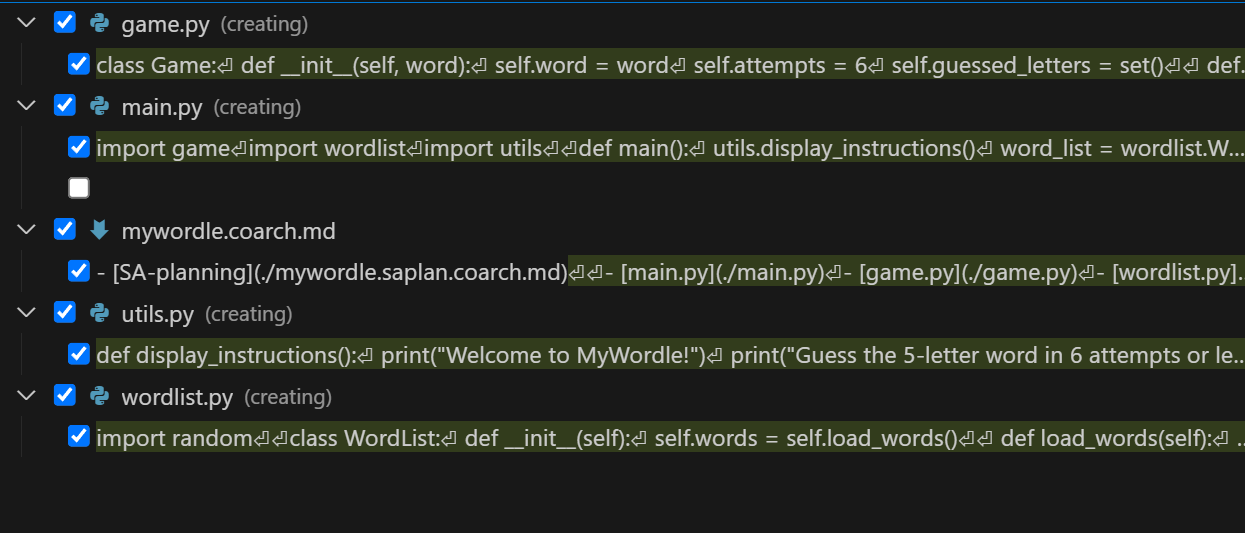 game.py (creating)
class Game:⏎ def __init__(self, word):⏎ self.word = word⏎ self.attempts = 6⏎ self.guessed_letters = set()⏎⏎ def...
main.py (creating)
import game⏎import wordlist⏎import utils⏎⏎def main():⏎ utils.display_instructions()⏎ word_list = wordlist.W...
mywordle.coarch.md
- [SA-planning](./mywordle.saplan.coarch.md)⏎⏎- [main.py](./main.py)⏎- [game.py](./game.py)⏎- [wordlist.py]...
utils.py (creating)
def display_instructions():⏎ print("Welcome to MyWordle!")⏎ print("Guess the 5-letter word in 6 attempts or le...
wordlist.py (creating)
import random⏎⏎class WordList:⏎ def __init__(self):⏎ self.words = self.load_words()⏎⏎ def load_words(self):⏎ ...